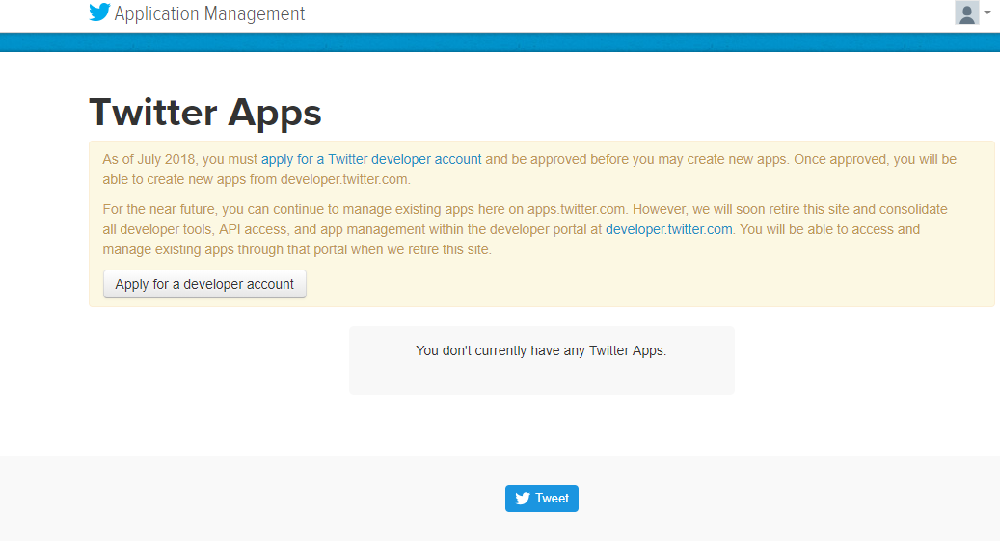 Application Management
Twitter Apps
As of July 2018, you must apply for a Twitter developer account and be approved before you may create new apps. Once approved, you will be
able to create new apps from developer.twitter.com.
For the near future, you can continue to manage existing apps here on apps.twitter.com. However, we will soon retire this site and consolidate
all developer tools, API access, and app management within the developer portal at developer.twitter.com. You will be able to access and
manage existing apps through that portal when we retire this site.
Apply for a developer account
You don't currently have any Twitter Apps.
Tweet